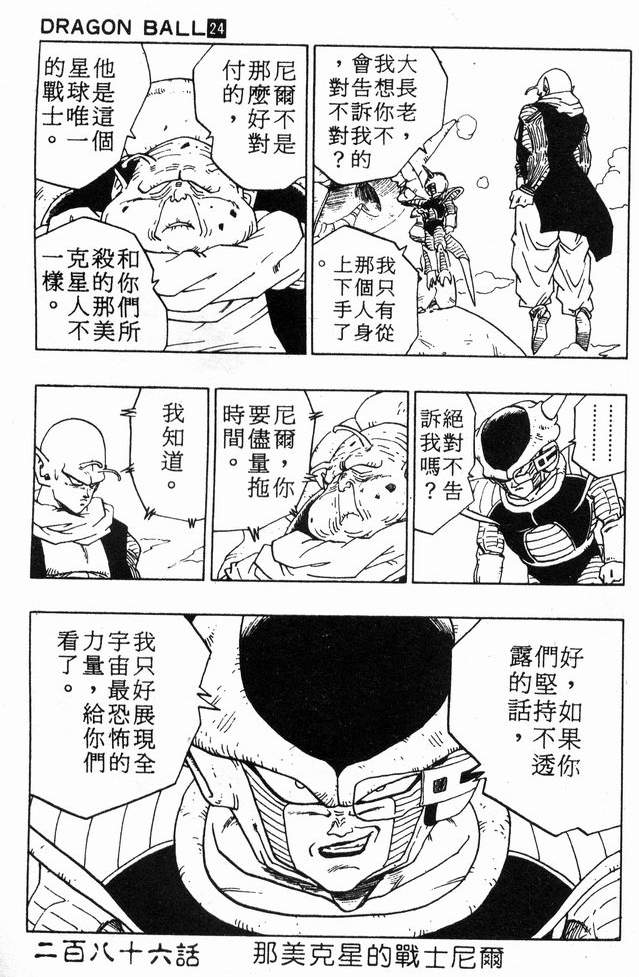 DRAGON BALL 24
大長老，
我想你不
會告訴我的
，對不對？
我只有從
那個人身
上下手了
。
尼爾不是
那麼好對
付的，
他是這個
星球唯一
的戰士。
和你們所
殺的那美
克星人不
一樣。
………
絕對不告
訴我嗎？
尼爾，你
要儘量拖
時間。
我知道。
好，如果你
們堅持不透
露的話，
我只好展現全
宇宙最恐怖的
力量，給你們
看了。
二百八十六話　那美克星的戰士尼爾